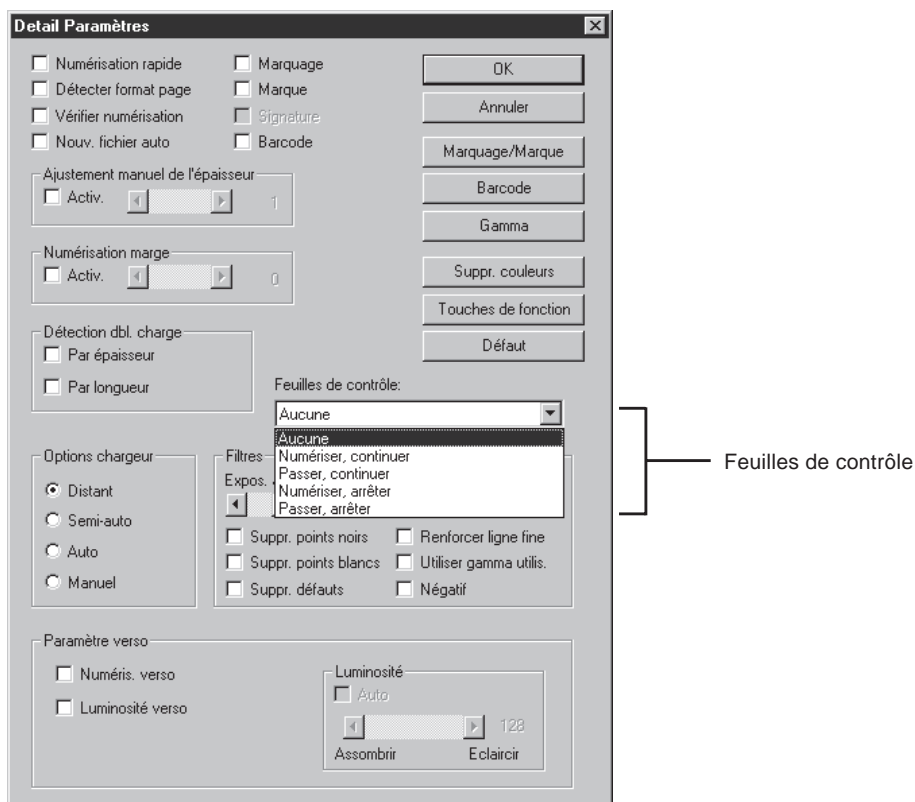 Detail Paramètres
Numérisation rapide
Détecter format page
Vérifier numérisation
Nouv. fichier auto
Marquage
Marque
Signature
Barcode
OK
Annuler
Marquage/Marque
Barcode
Gamma
Suppr. couleurs
Touches de fonction
Défaut
Ajustement manuel de l'épaisseur
Activ.
1
Numérisation marge
Activ.
0
Détection dbl. charge
Par épaisseur
Par longueur
Feuilles de contrôle:
Aucune
Aucune
Numériser, continuer
Passer, continuer
Numériser, arrêter
Passer, arrêter
Feuilles de contrôle
Options chargeur
Distant
Semi-auto
Auto
Manuel
Filtres
Expos.
Suppr. points noirs
Suppr. points blancs
Suppr. défauts
Renforcer ligne fine
Utiliser gamma utilis.
Négatif
Paramètre verso
Numéris. verso
Luminosité verso
Luminosité
Auto
128
Assombrir
Eclaircir